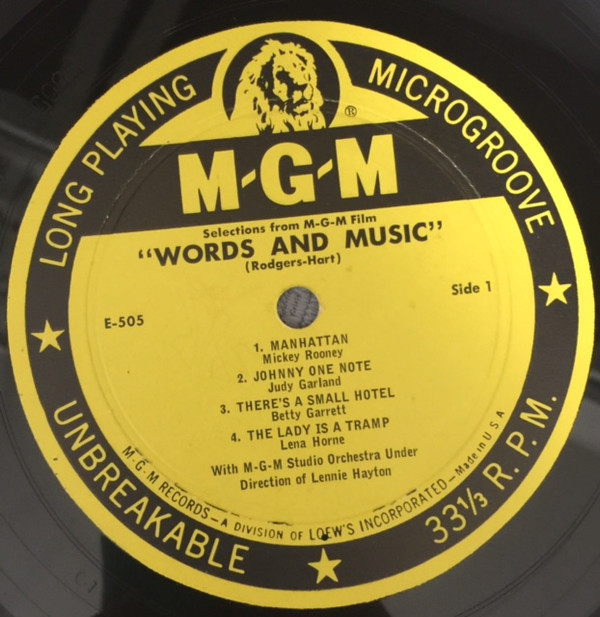 LONG PLAYING
MICROGROOVE
®
M-G-M
Selections from M-G-M Film
"WORDS AND MUSIC"
(Rodgers-Hart)
E-505
Side 1
1. MANHATTAN
Mickey Rooney
2. JOHNNY ONE NOTE
Judy Garland
3. THERE'S A SMALL HOTEL
Betty Garrett
4. THE LADY IS A TRAMP
Lena Horne
With M-G-M Studio Orchestra Under
Direction of Lennie Hayton
M-G-M RECORDS—A DIVISION OF LOEW'S INCORPORATED—Made in U S A
UNBREAKABLE
33⅓ R. P. M.